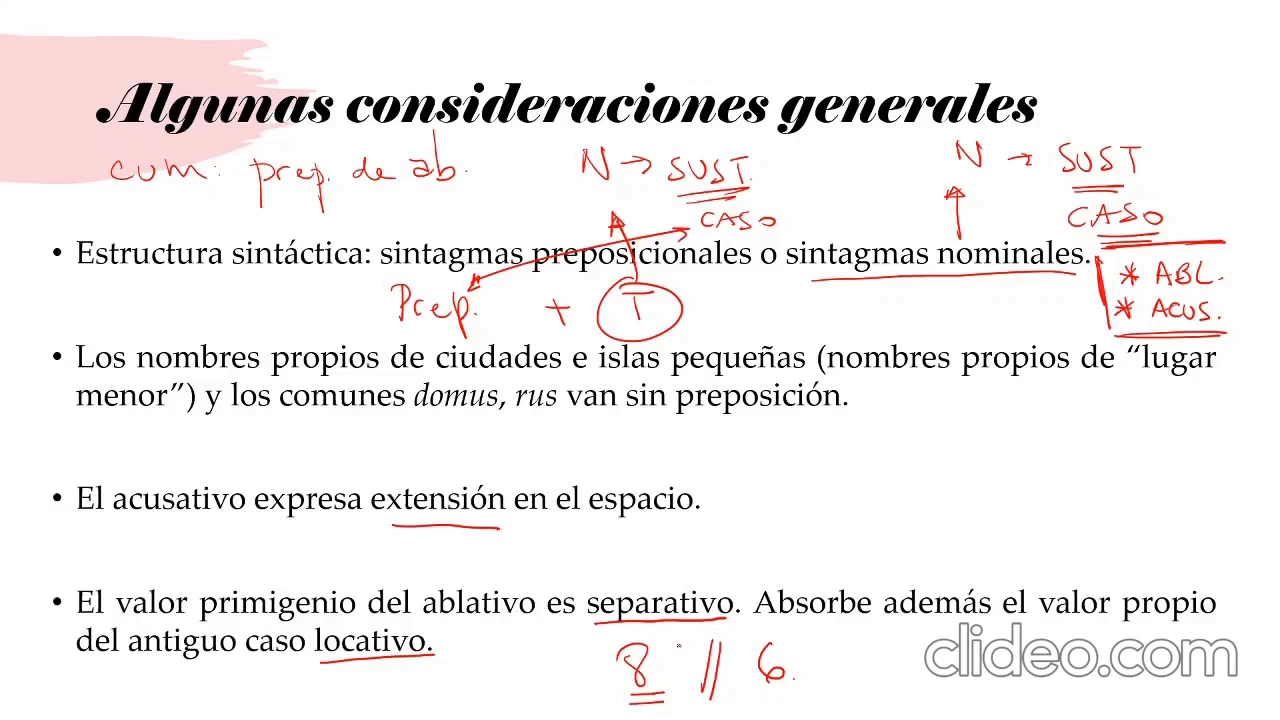 Algunas consideraciones generales
cum: prep. de ab.
N → SUST.
CASO
N → SUST
CASO
• Estructura sintáctica: sintagmas preposicionales o sintagmas nominales.
Prep. + T
* ABL.
* ACUS.
• Los nombres propios de ciudades e islas pequeñas (nombres propios de “lugar
menor”) y los comunes domus, rus van sin preposición.
• El acusativo expresa extensión en el espacio.
• El valor primigenio del ablativo es separativo. Absorbe además el valor propio
del antiguo caso locativo.
8 // 6.
clideo.com